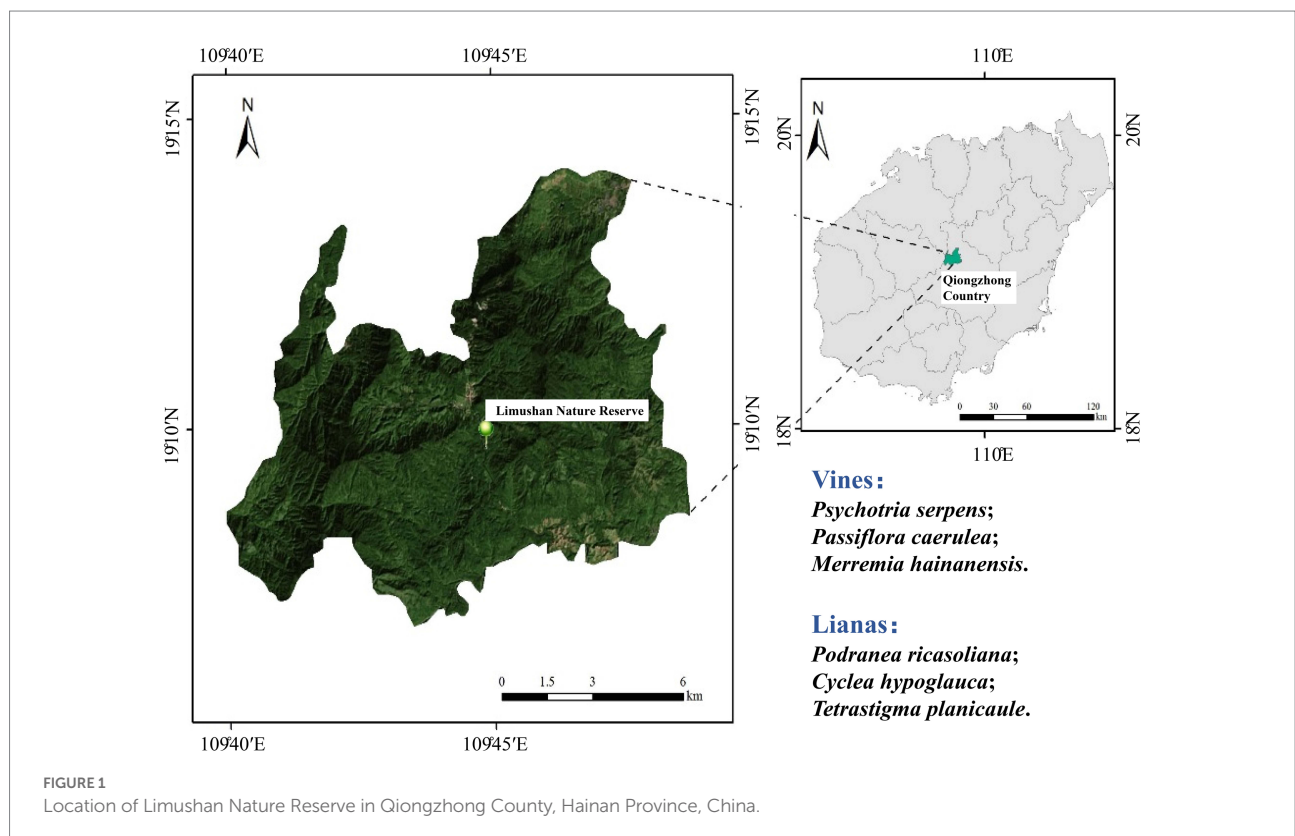 109°40′E
109°45′E
N
19°15′N
19°15′N
Limushan Nature Reserve
19°10′N
19°10′N
0 1.5 3 6
km
109°40′E
109°45′E
110°E
N
20°N
20°N
Qiongzhong
Country
0 30 60 120
km
18°N
18°N
110°E
Vines:
Psychotria serpens;
Passiflora caerulea;
Merremia hainanensis.
Lianas:
Podranea ricasoliana;
Cyclea hypoglauca;
Tetrastigma planicaule.
FIGURE 1
Location of Limushan Nature Reserve in Qiongzhong County, Hainan Province, China.